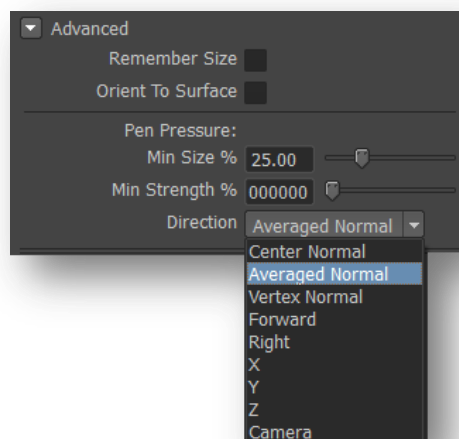 Advanced
Remember Size
Orient To Surface
Pen Pressure:
Min Size % 25.00
Min Strength % 000000
Direction Averaged Normal
Center Normal
Averaged Normal
Vertex Normal
Forward
Right
X
Y
Z
Camera